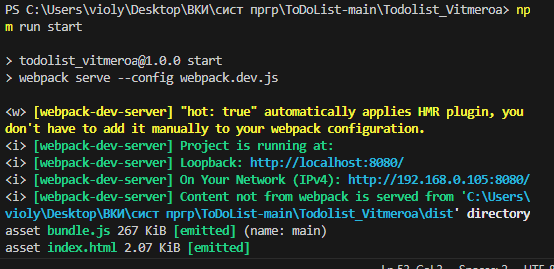 PS C:\Users\violy\Desktop\ВКИ\сист пргр\ToDoList-main\Todolist_Vitmeroa> np
m run start
> todolist_vitmeroa@1.0.0 start
> webpack serve --config webpack.dev.js
<w> [webpack-dev-server] "hot: true" automatically applies HMR plugin, you
don't have to add it manually to your webpack configuration.
<i> [webpack-dev-server] Project is running at:
<i> [webpack-dev-server] Loopback: http://localhost:8080/
<i> [webpack-dev-server] On Your Network (IPv4): http://192.168.0.105:8080/
<i> [webpack-dev-server] Content not from webpack is served from 'C:\Users\
violy\Desktop\ВКИ\сист пргр\ToDoList-main\Todolist_Vitmeroa\dist' directory
asset bundle.js 267 KiB [emitted] (name: main)
asset index.html 2.07 KiB [emitted]